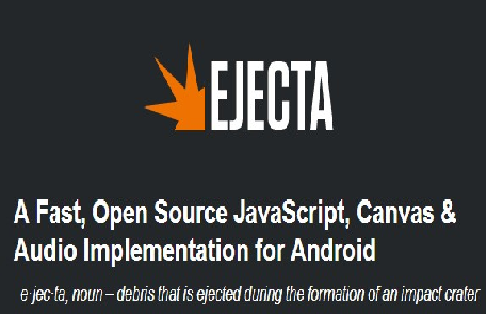 EJECTA
A Fast, Open Source JavaScript, Canvas &
Audio Implementation for Android
e·jec·ta, noun – debris that is ejected during the formation of an impact crater